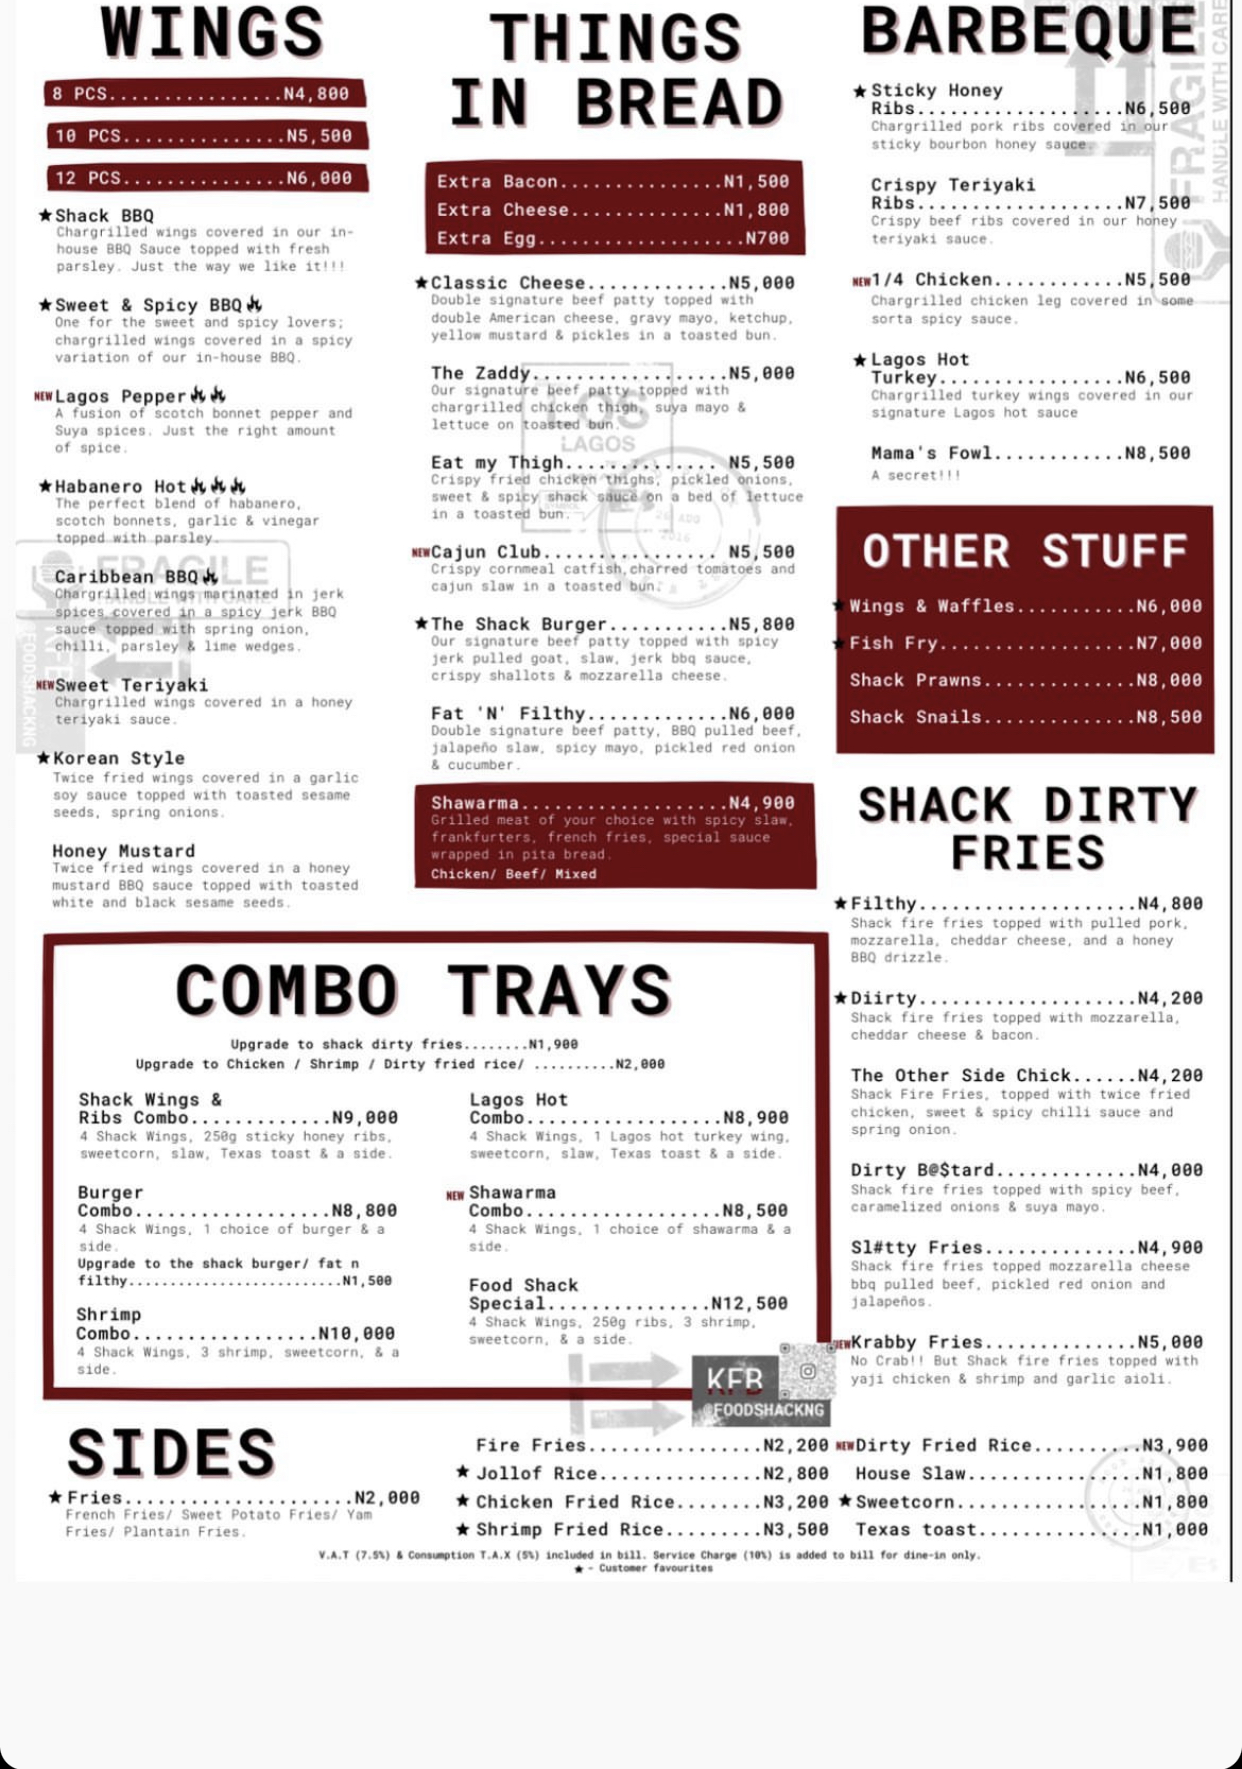 WINGS
8 PCS................N4,800
10 PCS...............N5,500
12 PCS...............N6,000
★Shack BBQ
Chargrilled wings covered in our in-
house BBQ Sauce topped with fresh
parsley. Just the way we like it!!!
★Sweet & Spicy BBQ
One for the sweet and spicy lovers;
chargrilled wings covered in a spicy
variation of our in-house BBQ.
NEW Lagos Pepper
A fusion of scotch bonnet pepper and
Suya spices. Just the right amount
of spice.
★Habanero Hot
The perfect blend of habanero,
scotch bonnets, garlic & vinegar
topped with parsley.
Caribbean BBQ
Chargrilled wings marinated in jerk
spices covered in a spicy jerk BBQ
sauce topped with spring onion,
chilli, parsley & lime wedges.
NEW Sweet Teriyaki
Chargrilled wings covered in a honey
teriyaki sauce.
★Korean Style
Twice fried wings covered in a garlic
soy sauce topped with toasted sesame
seeds, spring onions.
Honey Mustard
Twice fried wings covered in a honey
mustard BBQ sauce topped with toasted
white and black sesame seeds.
FRAGILE
HANDLE WITH CARE
FOODSHACKNG
THINGS
IN BREAD
Extra Bacon..............N1,500
Extra Cheese.............N1,800
Extra Egg..................N700
★Classic Cheese............N5,000
Double signature beef patty topped with
double American cheese, gravy mayo, ketchup,
yellow mustard & pickles in a toasted bun.
The Zaddy.................N5,000
Our signature beef patty topped with
chargrilled chicken thigh, suya mayo &
lettuce on toasted bun.
Eat my Thigh............. N5,500
Crispy fried chicken thighs, pickled onions,
sweet & spicy shack sauce on a bed of lettuce
in a toasted bun.
NEW Cajun Club............... N5,500
Crispy cornmeal catfish, charred tomatoes and
cajun slaw in a toasted bun.
★The Shack Burger..........N5,800
Our signature beef patty topped with spicy
jerk pulled goat, slaw, jerk bbq sauce,
crispy shallots & mozzarella cheese.
Fat 'N' Filthy............N6,000
Double signature beef patty, BBQ pulled beef,
jalapeño slaw, spicy mayo, pickled red onion
& cucumber.
Shawarma..................N4,900
Grilled meat of your choice with spicy slaw,
frankfurters, french fries, special sauce
wrapped in pita bread.
Chicken/ Beef/ Mixed
LOS
LAGOS
26 AUG
2016
BARBEQUE
★Sticky Honey
Ribs...................N6,500
Chargrilled pork ribs covered in our
sticky bourbon honey sauce.
Crispy Teriyaki
Ribs...................N7,500
Crispy beef ribs covered in our honey
teriyaki sauce.
NEW 1/4 Chicken............N5,500
Chargrilled chicken leg covered in some
sorta spicy sauce.
★Lagos Hot
Turkey.................N6,500
Chargrilled turkey wings covered in our
signature Lagos hot sauce
Mama's Fowl............N8,500
A secret!!!
FRAGILE
HANDLE WITH CARE
OTHER STUFF
★Wings & Waffles...........N6,000
★Fish Fry..................N7,000
Shack Prawns..............N8,000
Shack Snails..............N8,500
SHACK DIRTY
FRIES
★Filthy....................N4,800
Shack fire fries topped with pulled pork,
mozzarella, cheddar cheese, and a honey
BBQ drizzle.
★Diirty....................N4,200
Shack fire fries topped with mozzarella,
cheddar cheese & bacon.
The Other Side Chick......N4,200
Shack Fire Fries, topped with twice fried
chicken, sweet & spicy chilli sauce and
spring onion.
Dirty B@$tard.............N4,000
Shack fire fries topped with spicy beef,
caramelized onions & suya mayo.
Sl#tty Fries..............N4,900
Shack fire fries topped mozzarella cheese
bbq pulled beef, pickled red onion and
jalapeños.
NEW Krabby Fries..............N5,000
No Crab!! But Shack fire fries topped with
yaji chicken & shrimp and garlic aioli.
COMBO TRAYS
Upgrade to shack dirty fries........N1,900
Upgrade to Chicken / Shrimp / Dirty fried rice/ ..........N2,000
Shack Wings &
Ribs Combo.............N9,000
4 Shack Wings, 250g sticky honey ribs,
sweetcorn, slaw, Texas toast & a side.
Burger
Combo..................N8,800
4 Shack Wings, 1 choice of burger & a
side.
Upgrade to the shack burger/ fat n
filthy..........................N1,500
Shrimp
Combo.................N10,000
4 Shack Wings, 3 shrimp, sweetcorn, & a
side.
Lagos Hot
Combo..................N8,900
4 Shack Wings, 1 Lagos hot turkey wing,
sweetcorn, slaw, Texas toast & a side.
NEW Shawarma
Combo..................N8,500
4 Shack Wings, 1 choice of shawarma & a
side.
Food Shack
Special...............N12,500
4 Shack Wings, 250g ribs, 3 shrimp,
sweetcorn, & a side.
KFB
@FOODSHACKNG
SIDES
★Fries.....................N2,000
French Fries/ Sweet Potato Fries/ Yam
Fries/ Plantain Fries.
Fire Fries................N2,200
★Jollof Rice...............N2,800
★Chicken Fried Rice........N3,200
★Shrimp Fried Rice.........N3,500
NEW Dirty Fried Rice..........N3,900
House Slaw................N1,800
★Sweetcorn.................N1,800
Texas toast...............N1,000
V.A.T (7.5%) & Consumption T.A.X (5%) included in bill. Service Charge (10%) is added to bill for dine-in only.
★ - Customer favourites